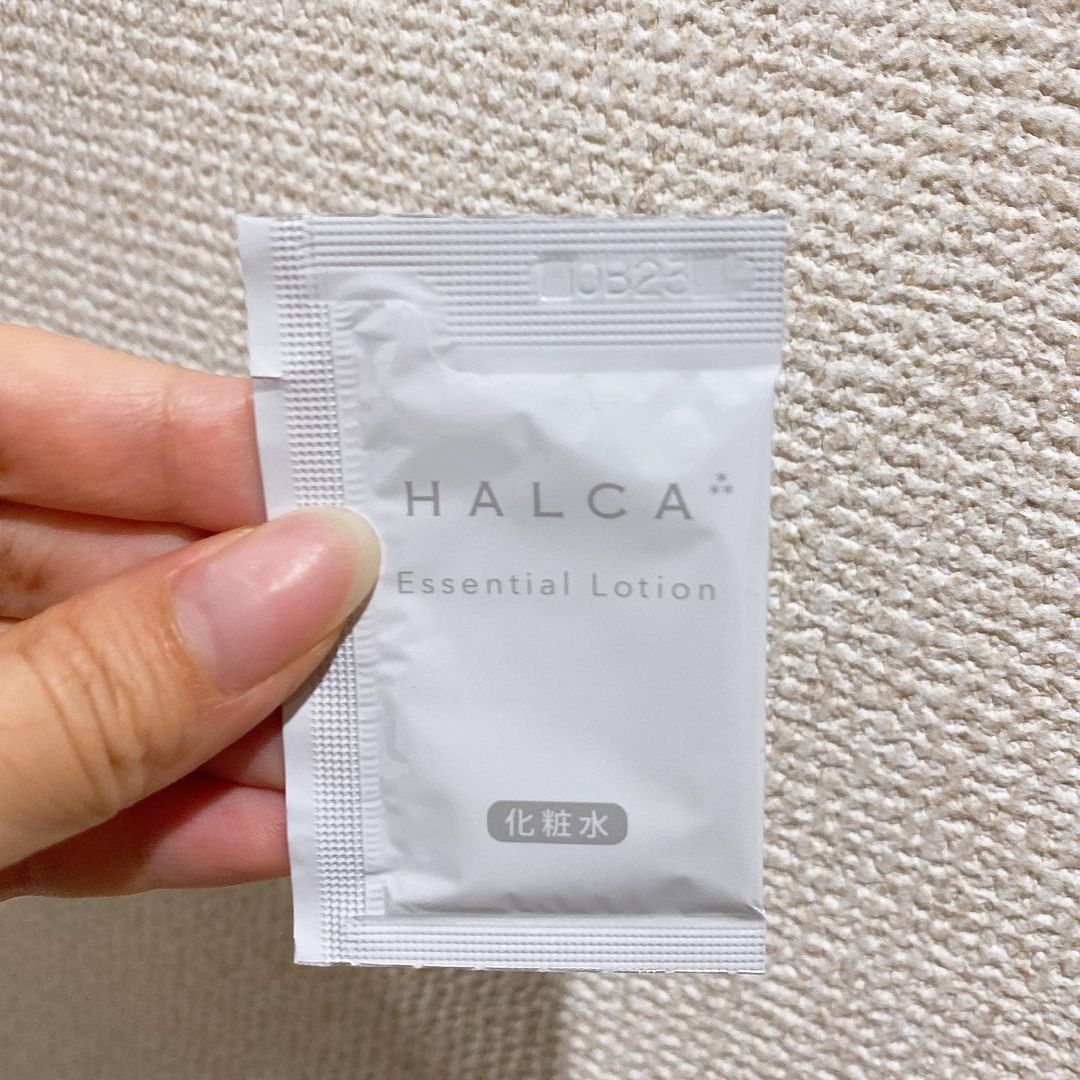 HALCA
Essential Lotion
化粧水